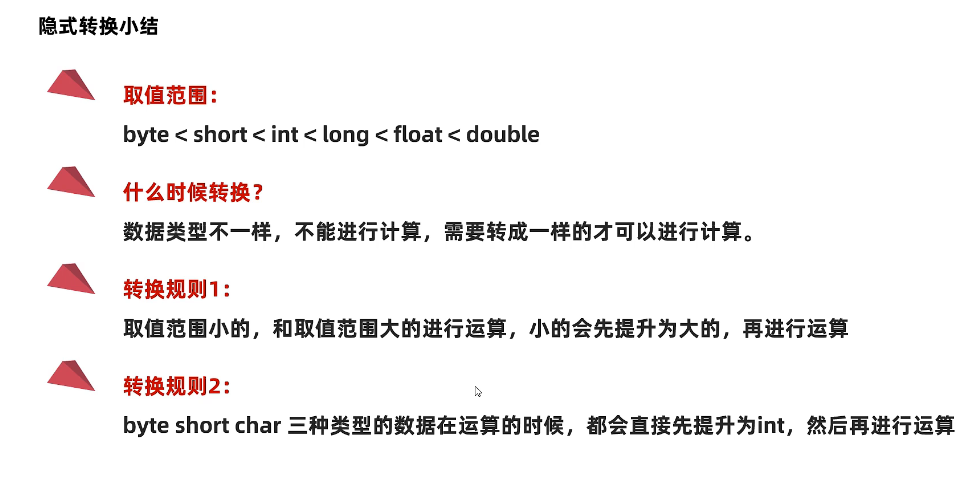 隐式转换小结
取值范围：
byte < short < int < long < float < double
什么时候转换？
数据类型不一样，不能进行计算，需要转成一样的才可以进行计算。
转换规则1：
取值范围小的，和取值范围大的进行运算，小的会先提升为大的，再进行运算
转换规则2：
byte short char 三种类型的数据在运算的时候，都会直接先提升为int，然后再进行运算